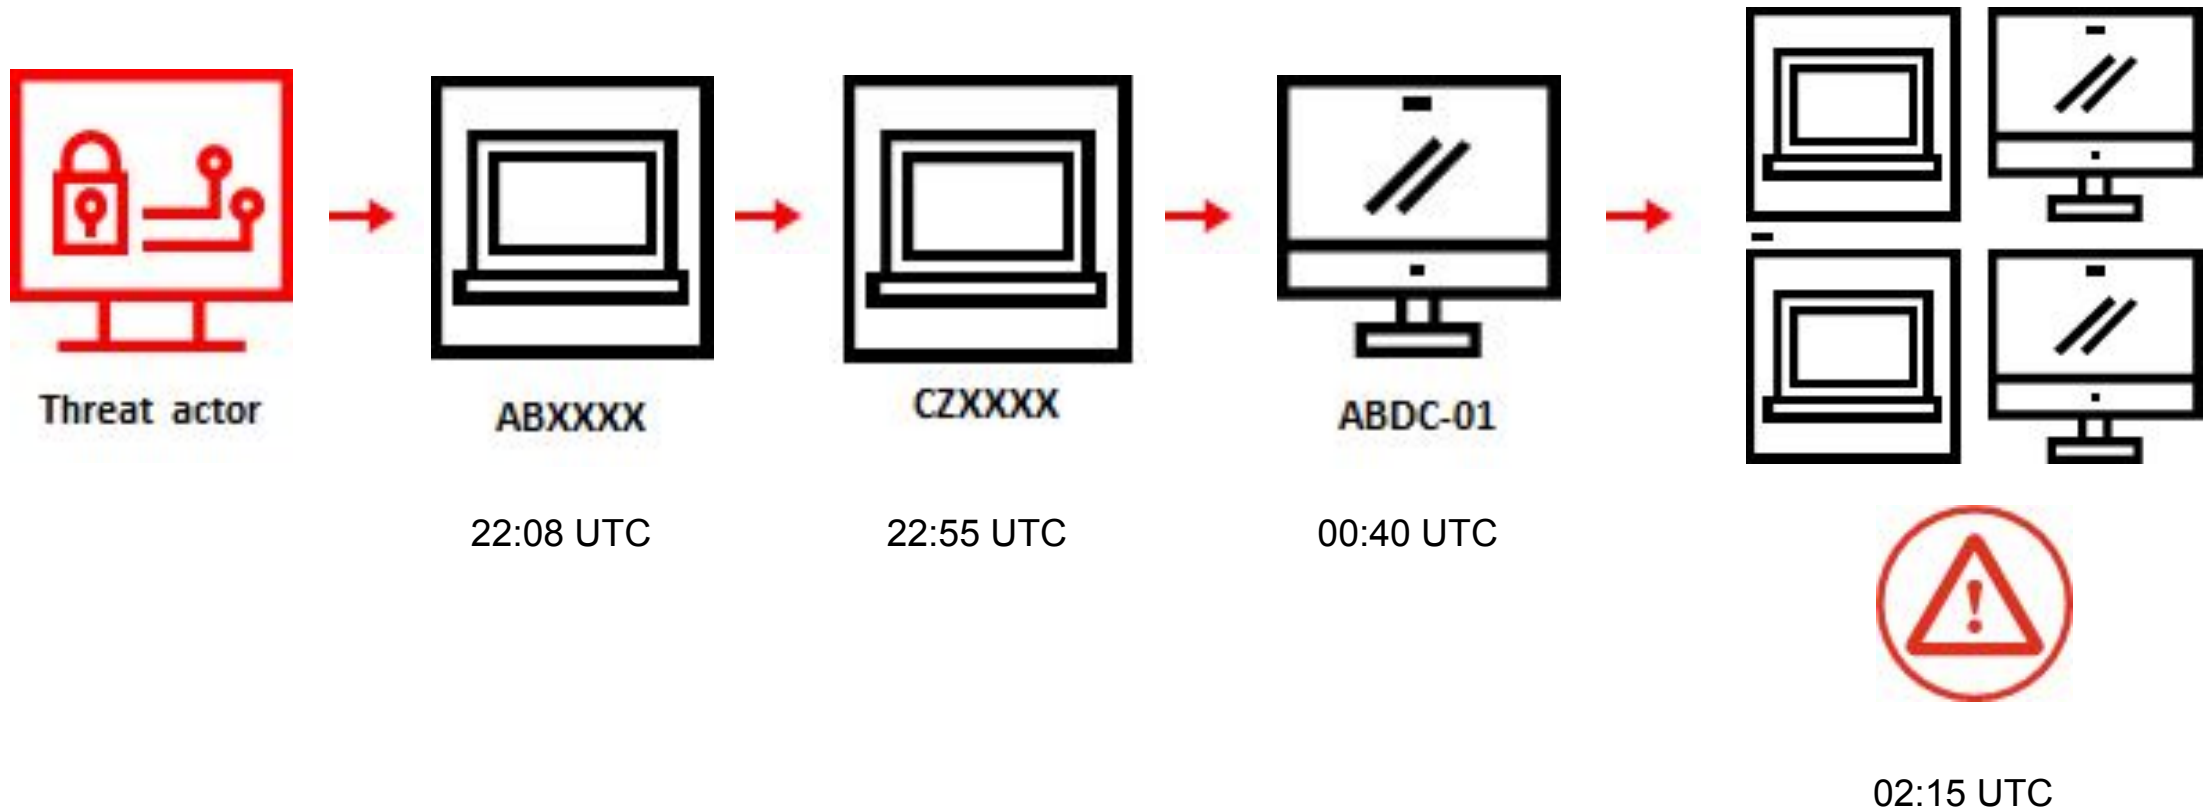 Threat actor
ABXXXX
CZXXXX
ABDC-01
22:08 UTC
22:55 UTC
00:40 UTC
02:15 UTC